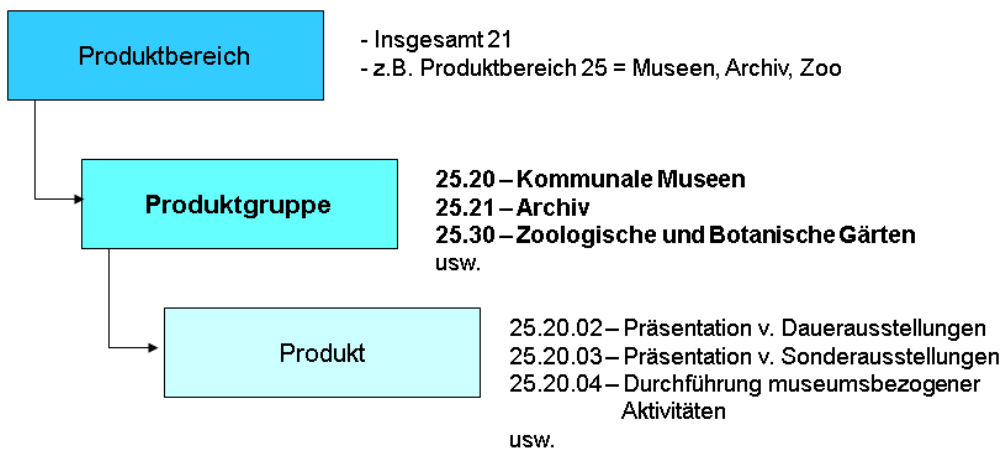 Produktbereich
- Insgesamt 21
- z.B. Produktbereich 25 = Museen, Archiv, Zoo
Produktgruppe
25.20 – Kommunale Museen
25.21 – Archiv
25.30 – Zoologische und Botanische Gärten
usw.
Produkt
25.20.02 – Präsentation v. Dauerausstellungen
25.20.03 – Präsentation v. Sonderausstellungen
25.20.04 – Durchführung museumsbezogener
Aktivitäten
usw.